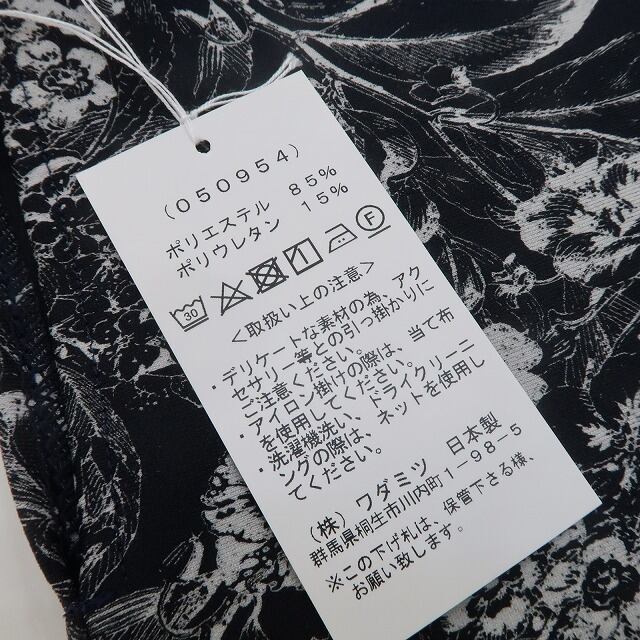 (050954)
ポリエステル 85%
ポリウレタン 15%
30 1 F
<取扱い上の注意>
・デリケートな素材の為、アク
セサリー等との引っ掛かりに
ご注意ください。
・アイロン掛けの際は、当て布
を使用してください。
・洗濯機洗い、ドライクリーニ
ングの際は、ネットを使用し
てください。
(株) ワダミツ 日本製
群馬県桐生市川内町1-98-5
※この下げ札は、保管下さる様、
お願い致します。